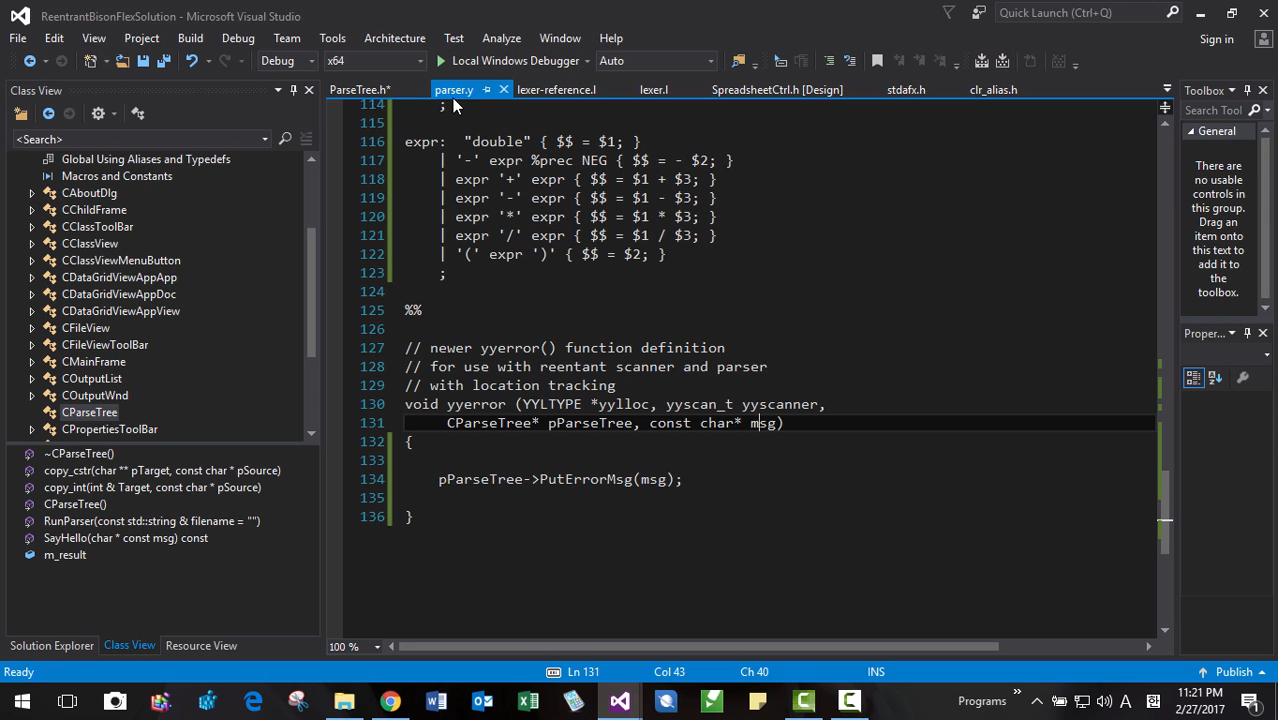 ReentrantBisonFlexSolution - Microsoft Visual Studio
Quick Launch (Ctrl+Q)
File Edit View Project Build Debug Team Tools Architecture Test Analyze Window Help
Sign in
Debug x64 Local Windows Debugger Auto
Class View
ParseTree.h* parser.y lexer-reference.l lexer.l SpreadsheetCtrl.h [Design] stdafx.h clr_alias.h
Toolbox
<Search>
Search Tool
Global Using Aliases and Typedefs
Macros and Constants
CAboutDlg
CChildFrame
CClassToolBar
CClassView
CClassViewMenuButton
CDataGridViewAppApp
CDataGridViewAppDoc
CDataGridViewAppView
CFileView
CFileViewToolBar
CMainFrame
COutputList
COutputWnd
CParseTree
CPropertiesToolBar
~CParseTree()
copy_cstr(char ** pTarget, const char * pSource)
copy_int(int & Target, const char * pSource)
CParseTree()
RunParser(const std::string & filename = "")
SayHello(char * const msg) const
m_result
Solution Explorer Class View Resource View
114 ;
115
116 expr: "double" { $$ = $1; }
117 | '-' expr %prec NEG { $$ = - $2; }
118 | expr '+' expr { $$ = $1 + $3; }
119 | expr '-' expr { $$ = $1 - $3; }
120 | expr '*' expr { $$ = $1 * $3; }
121 | expr '/' expr { $$ = $1 / $3; }
122 | '(' expr ')' { $$ = $2; }
123 ;
124
125 %%
126
127 // newer yyerror() function definition
128 // for use with reentant scanner and parser
129 // with location tracking
130 void yyerror (YYLTYPE *yylloc, yyscan_t yyscanner,
131 CParseTree* pParseTree, const char* msg)
132 {
133
134 pParseTree->PutErrorMsg(msg);
135
136 }
100 %
General
There are
no usable
controls in
this group.
Drag an
item onto
this text to
add it to
the
toolbox.
Proper...
Ready Ln 131 Col 43 Ch 40 INS Publish
Programs
A
11:21 PM
2/27/2017